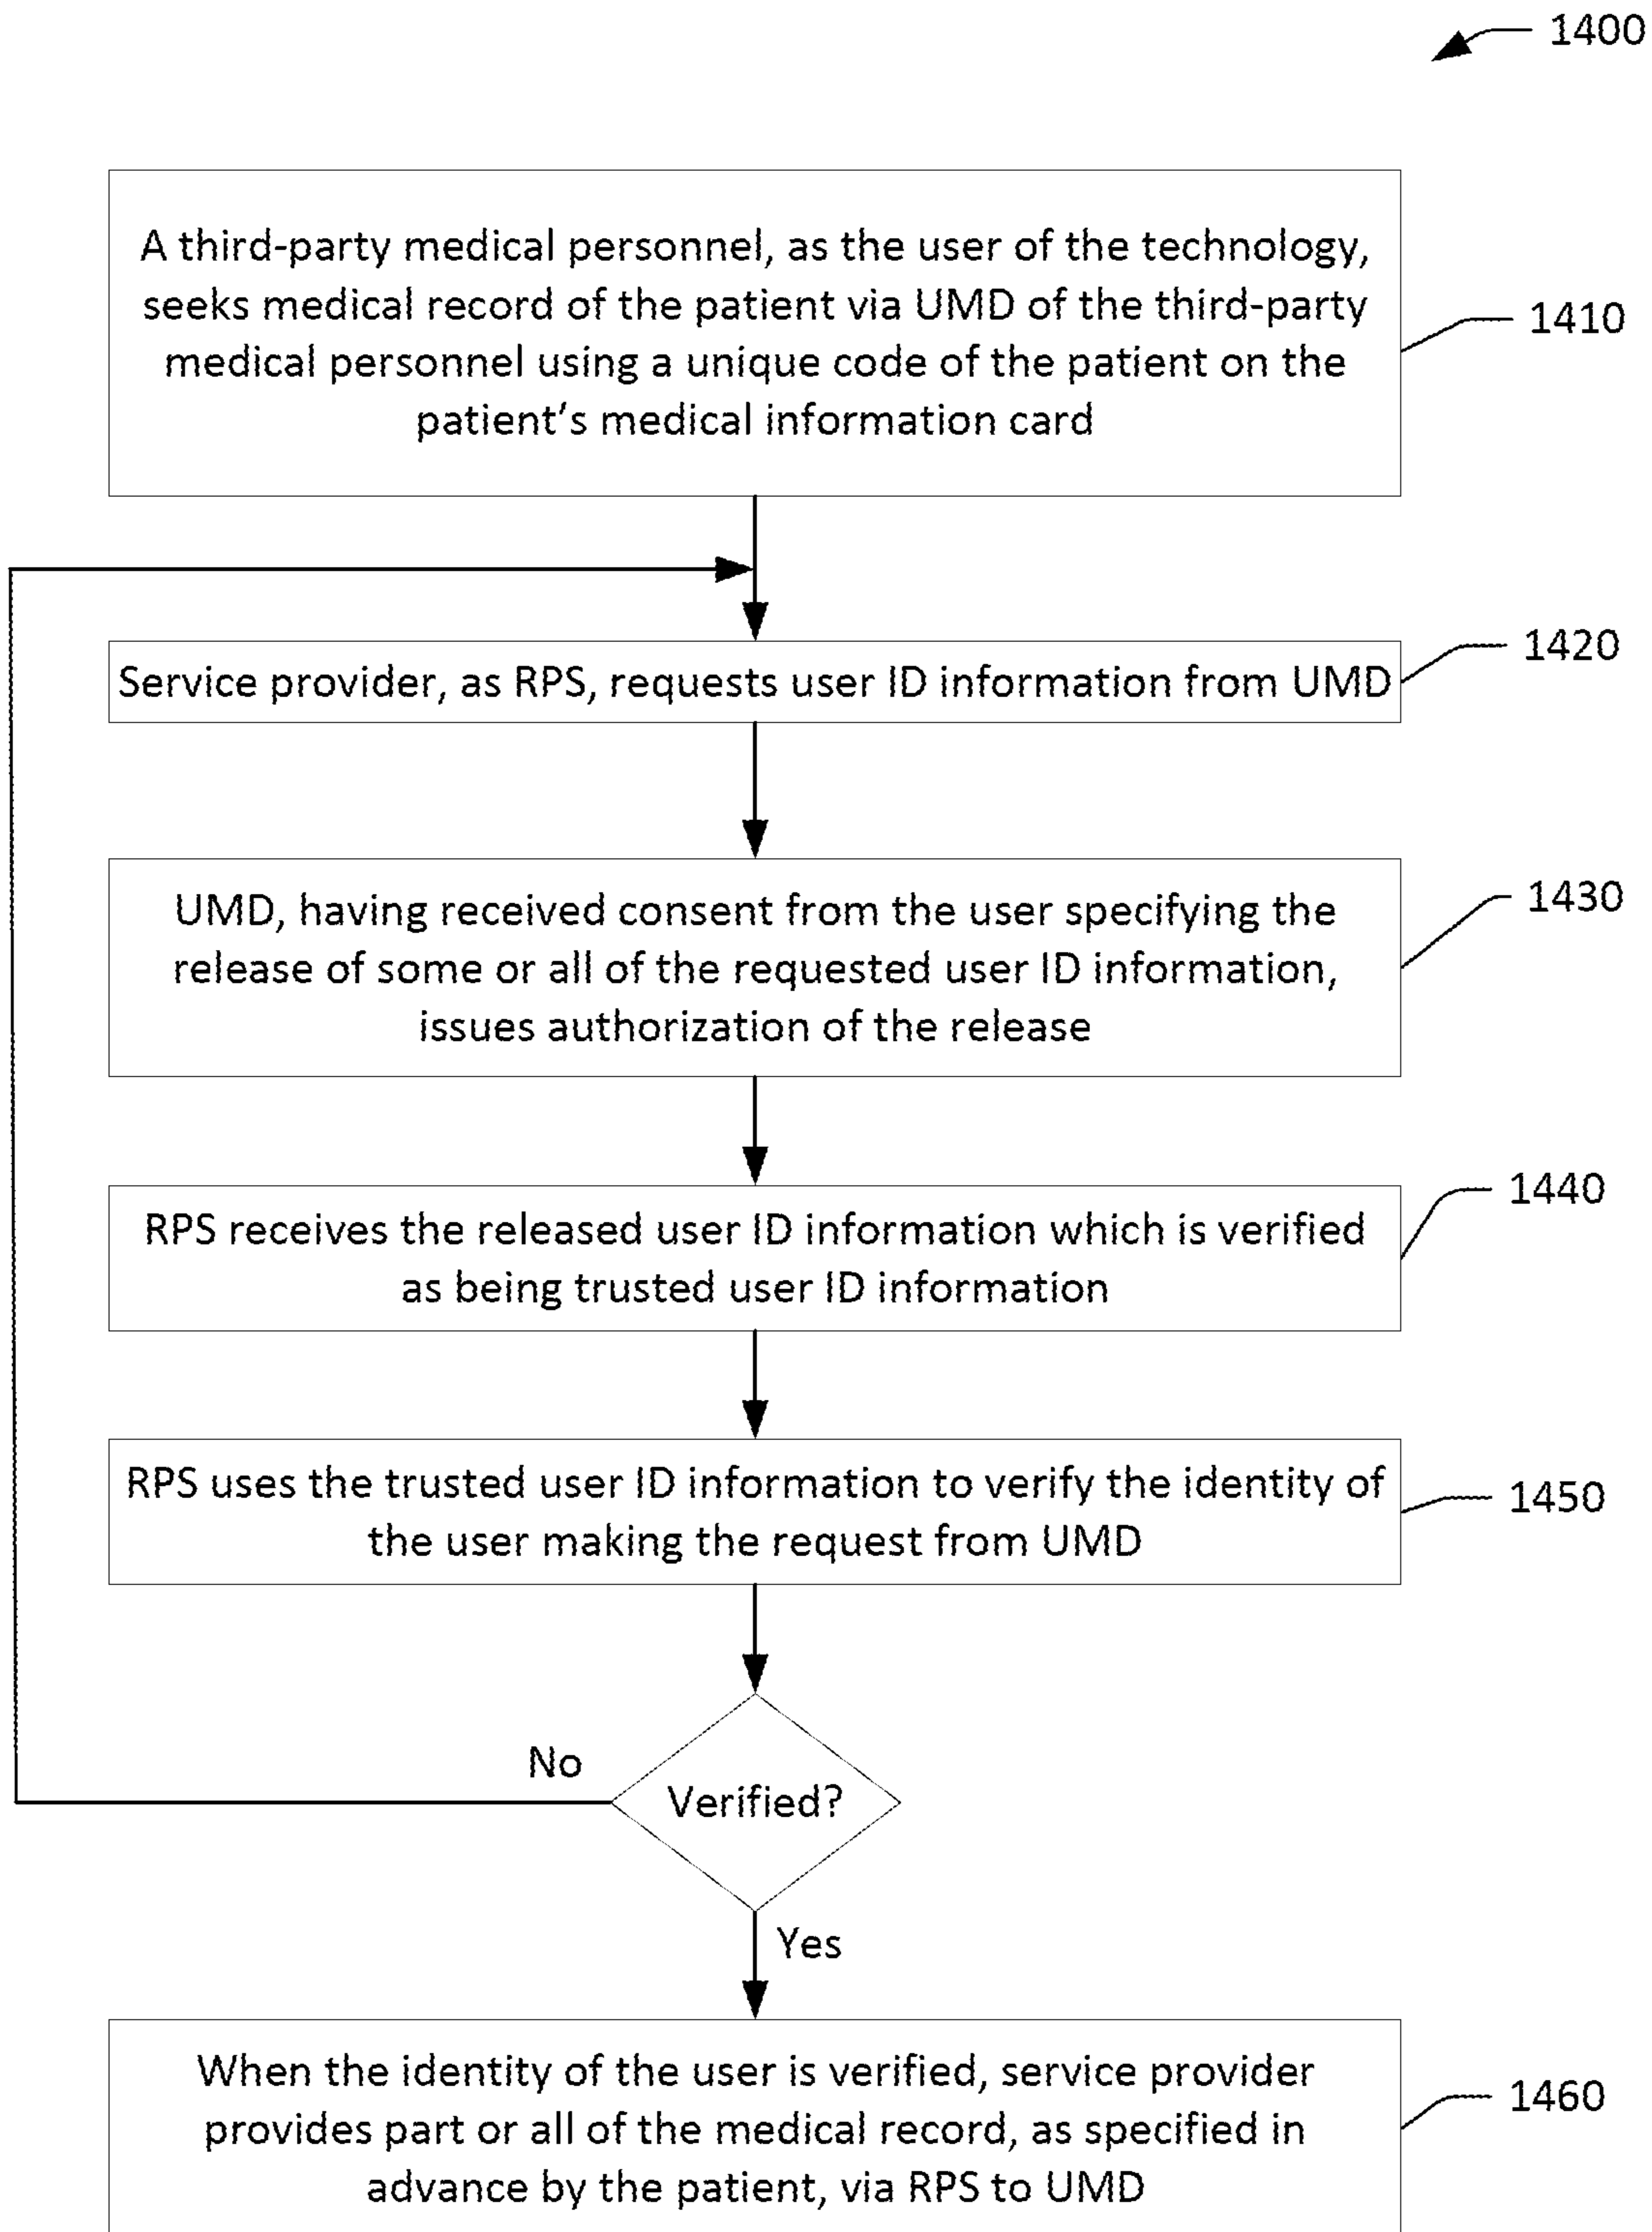 1400
A third-party medical personnel, as the user of the technology,
seeks medical record of the patient via UMD of the third-party
medical personnel using a unique code of the patient on the
patient's medical information card
1410
Service provider, as RPS, requests user ID information from UMD
1420
UMD, having received consent from the user specifying the
release of some or all of the requested user ID information,
issues authorization of the release
1430
RPS receives the released user ID information which is verified
as being trusted user ID information
1440
RPS uses the trusted user ID information to verify the identity of
the user making the request from UMD
1450
No
Verified?
Yes
When the identity of the user is verified, service provider
provides part or all of the medical record, as specified in
advance by the patient, via RPS to UMD
1460